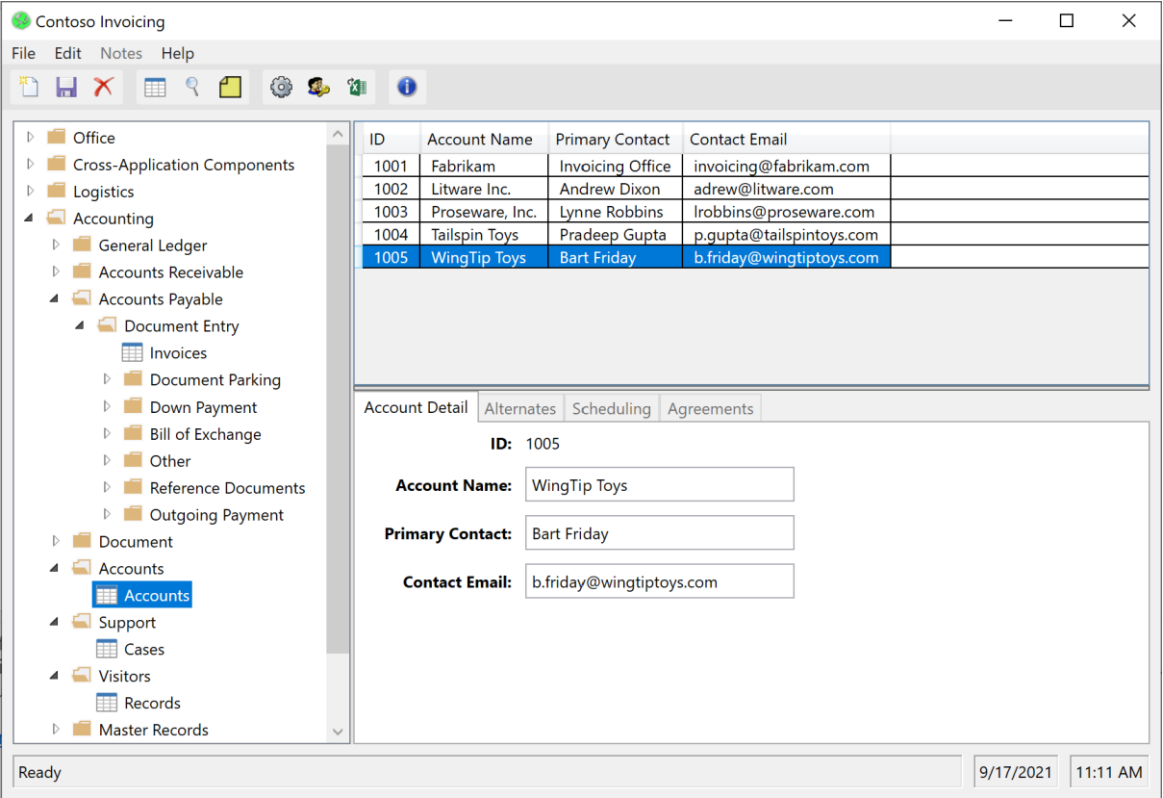 Contoso Invoicing
File Edit Notes Help
Office
Cross-Application Components
Logistics
Accounting
General Ledger
Accounts Receivable
Accounts Payable
Document Entry
Invoices
Document Parking
Down Payment
Bill of Exchange
Other
Reference Documents
Outgoing Payment
Document
Accounts
Accounts
Support
Cases
Visitors
Records
Master Records
ID Account Name Primary Contact Contact Email
1001 Fabrikam Invoicing Office invoicing@fabrikam.com
1002 Litware Inc. Andrew Dixon adrew@litware.com
1003 Proseware, Inc. Lynne Robbins lrobbins@proseware.com
1004 Tailspin Toys Pradeep Gupta p.gupta@tailspintoys.com
1005 WingTip Toys Bart Friday b.friday@wingtiptoys.com
Account Detail Alternates Scheduling Agreements
ID: 1005
Account Name: WingTip Toys
Primary Contact: Bart Friday
Contact Email: b.friday@wingtiptoys.com
Ready 9/17/2021 11:11 AM